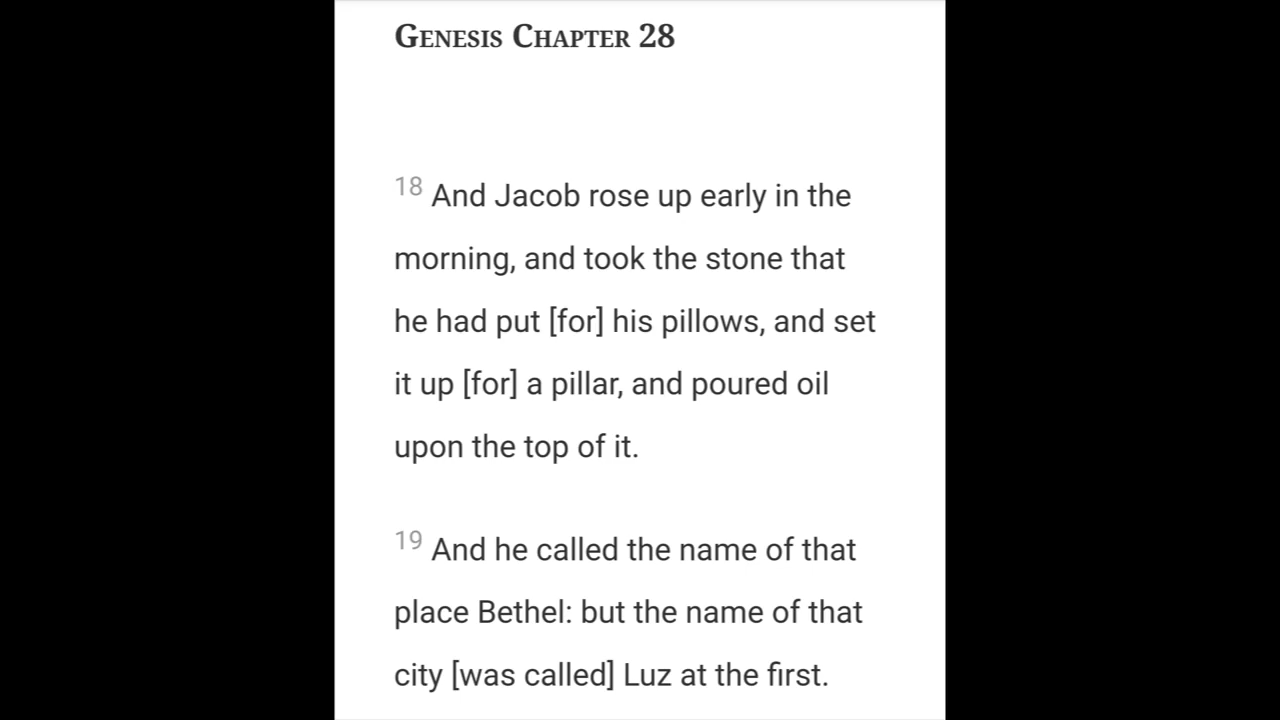 Genesis Chapter 28
18 And Jacob rose up early in the
morning, and took the stone that
he had put [for] his pillows, and set
it up [for] a pillar, and poured oil
upon the top of it.
19 And he called the name of that
place Bethel: but the name of that
city [was called] Luz at the first.